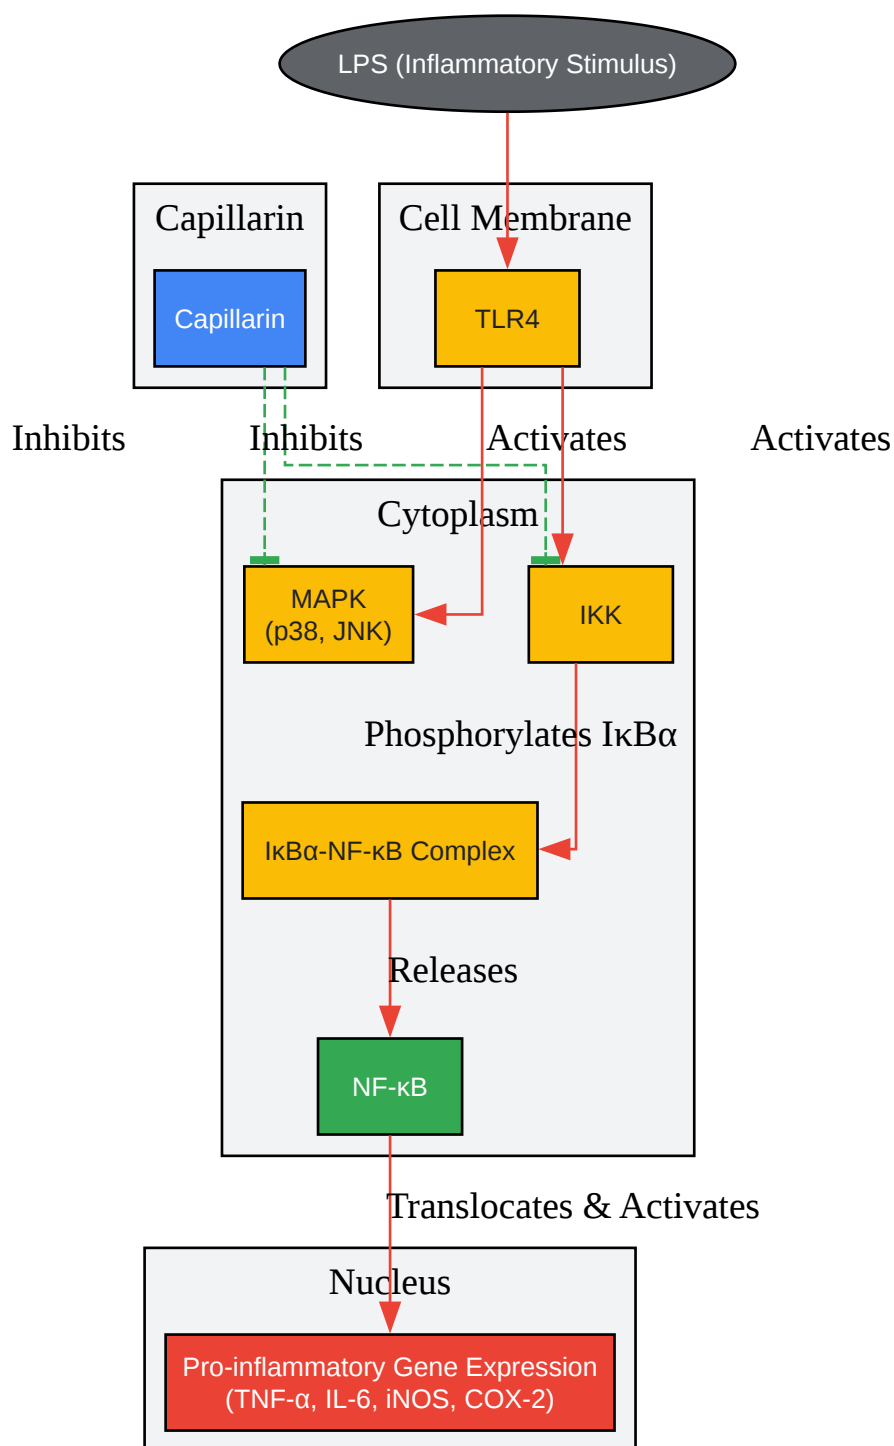 LPS (Inflammatory Stimulus)
Capillarin
Cell Membrane
Capillarin
TLR4
Inhibits
Inhibits
Activates
Activates
Cytoplasm
MAPK
(p38, JNK)
IKK
Phosphorylates IκBα
IκBα-NF-κB Complex
Releases
NF-κB
Translocates & Activates
Nucleus
Pro-inflammatory Gene Expression
(TNF-α, IL-6, iNOS, COX-2)